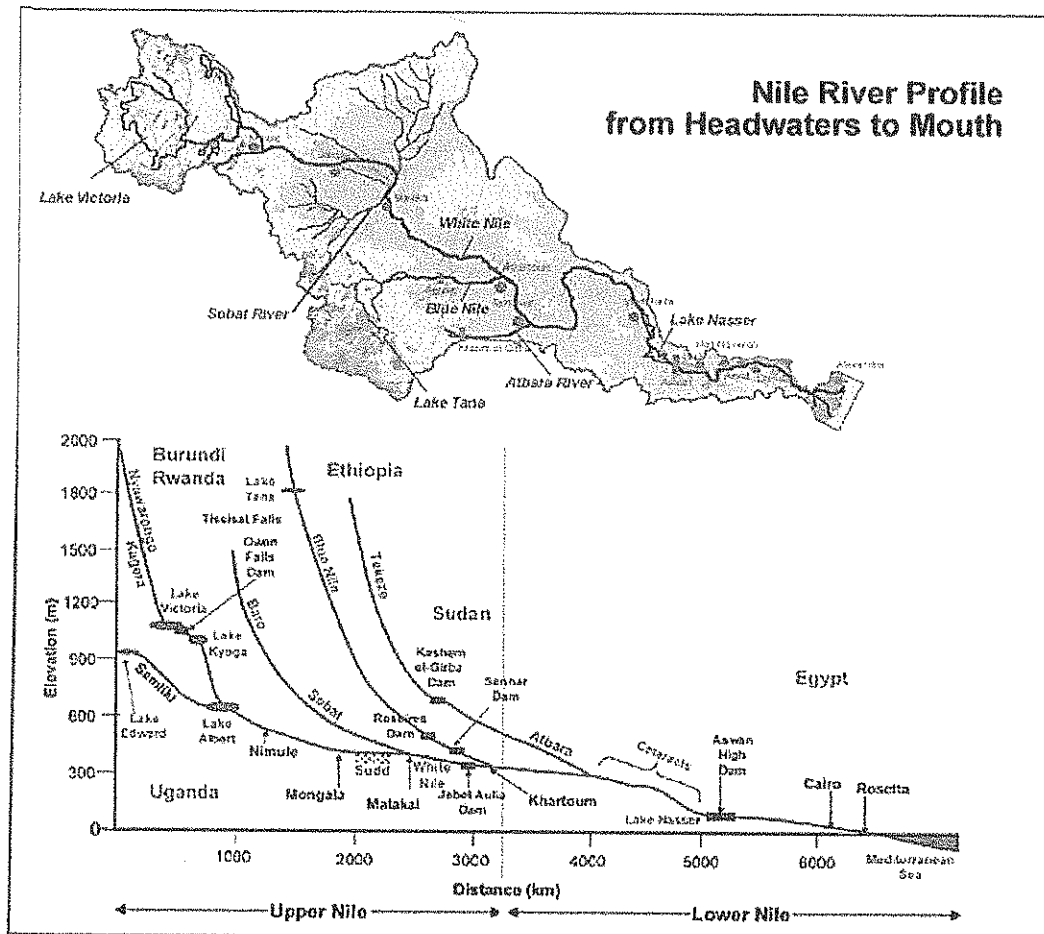 Nile River Profile
from Headwaters to Mouth
Lake Victoria
White Nile
Sobat River
Blue Nile
Lake Nasser
Atbara River
Lake Tana
2000
1800
1500
1200
900
600
300
0
Elevation (m)
Burundi
Rwanda
Ethiopia
Nyawarongo
Kagera
Lake
Tana
Tissisat Falls
Owen
Falls
Dam
Blue Nile
Tekeze
Lake
Victoria
Baro
Lake
Kyoga
Sudan
Kashem
el-Girba
Dam
Sennar
Dam
Egypt
Semliki
Lake
Edward
Lake
Albert
Nimule
Sobat
Roseires
Dam
Atbara
Cataracts
Aswan
High
Dam
Uganda
Mongala
Sudd
Malakal
White
Nile
Jebel Aulia
Dam
Khartoum
Lake Nasser
Cairo
Rosetta
Mediterranean
Sea
1000
2000
3000
4000
5000
6000
Distance (km)
Upper Nile
Lower Nile